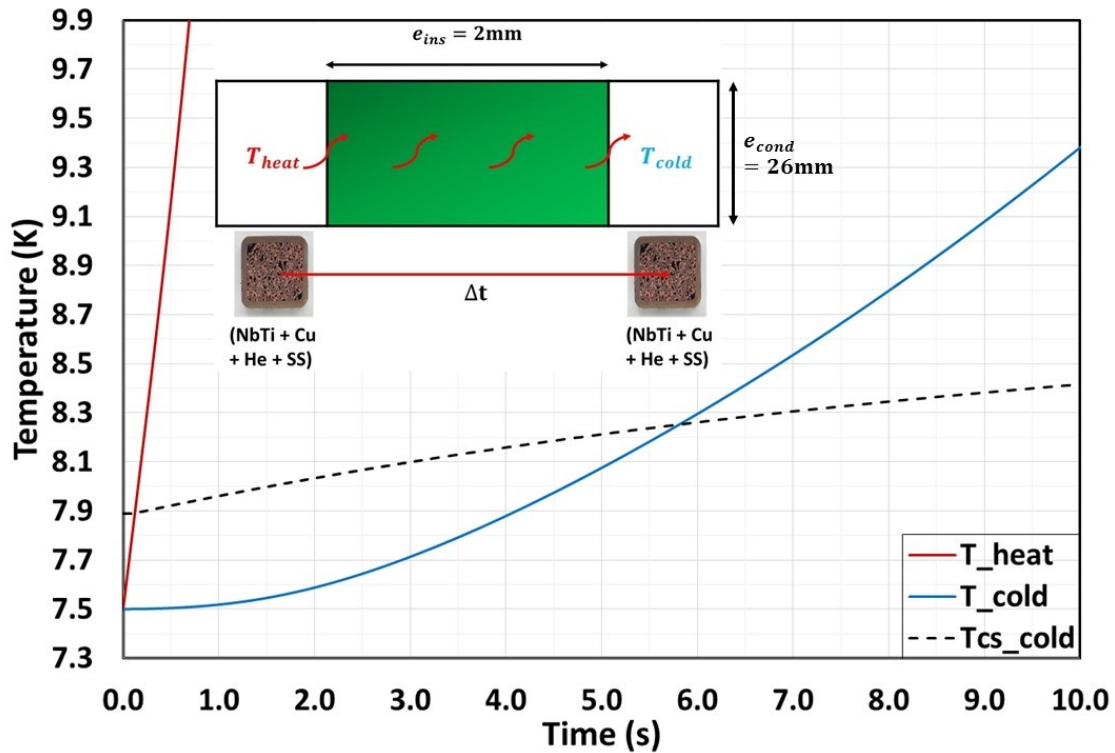 9.9
9.7
9.5
9.3
9.1
8.9
8.7
8.5
8.3
8.1
7.9
7.7
7.5
7.3
Temperature (K)
e_ins = 2mm
T_heat
T_cold
e_cond
= 26mm
Δt
(NbTi + Cu
+ He + SS)
(NbTi + Cu
+ He + SS)
T_heat
T_cold
Tcs_cold
0.0 1.0 2.0 3.0 4.0 5.0 6.0 7.0 8.0 9.0 10.0
Time (s)